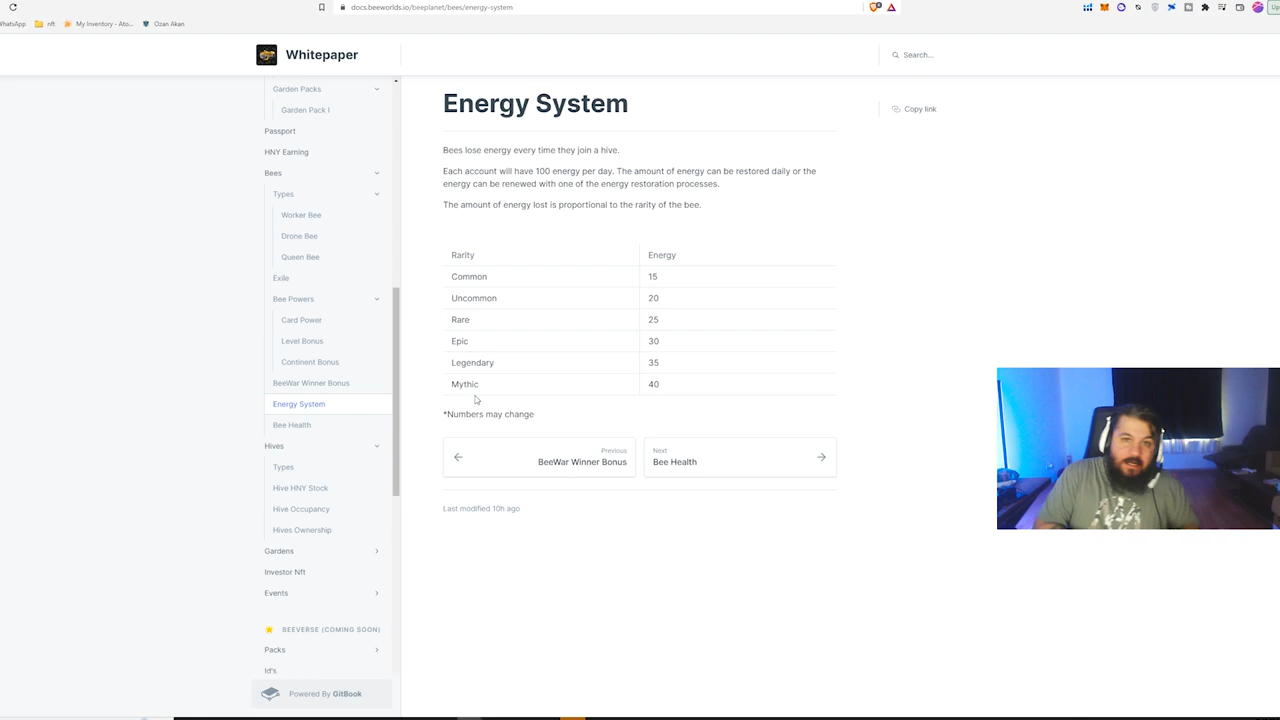 docs.beeworlds.io/beeplanet/bees/energy-system
WhatsApp
nft
My Inventory - Ato...
Ozan Akan
Whitepaper
Search...
Garden Packs
Garden Pack I
Passport
HNY Earning
Bees
Types
Worker Bee
Drone Bee
Queen Bee
Exile
Bee Powers
Card Power
Level Bonus
Continent Bonus
BeeWar Winner Bonus
Energy System
Bee Health
Hives
Types
Hive HNY Stock
Hive Occupancy
Hives Ownership
Gardens
Investor Nft
Events
BEEVERSE (COMING SOON)
Packs
Id's
Powered By GitBook
Energy System
Copy link
Bees lose energy every time they join a hive.
Each account will have 100 energy per day. The amount of energy can be restored daily or the
energy can be renewed with one of the energy restoration processes.
The amount of energy lost is proportional to the rarity of the bee.
Rarity Energy
Common 15
Uncommon 20
Rare 25
Epic 30
Legendary 35
Mythic 40
*Numbers may change
Previous
BeeWar Winner Bonus
Next
Bee Health
Last modified 10h ago